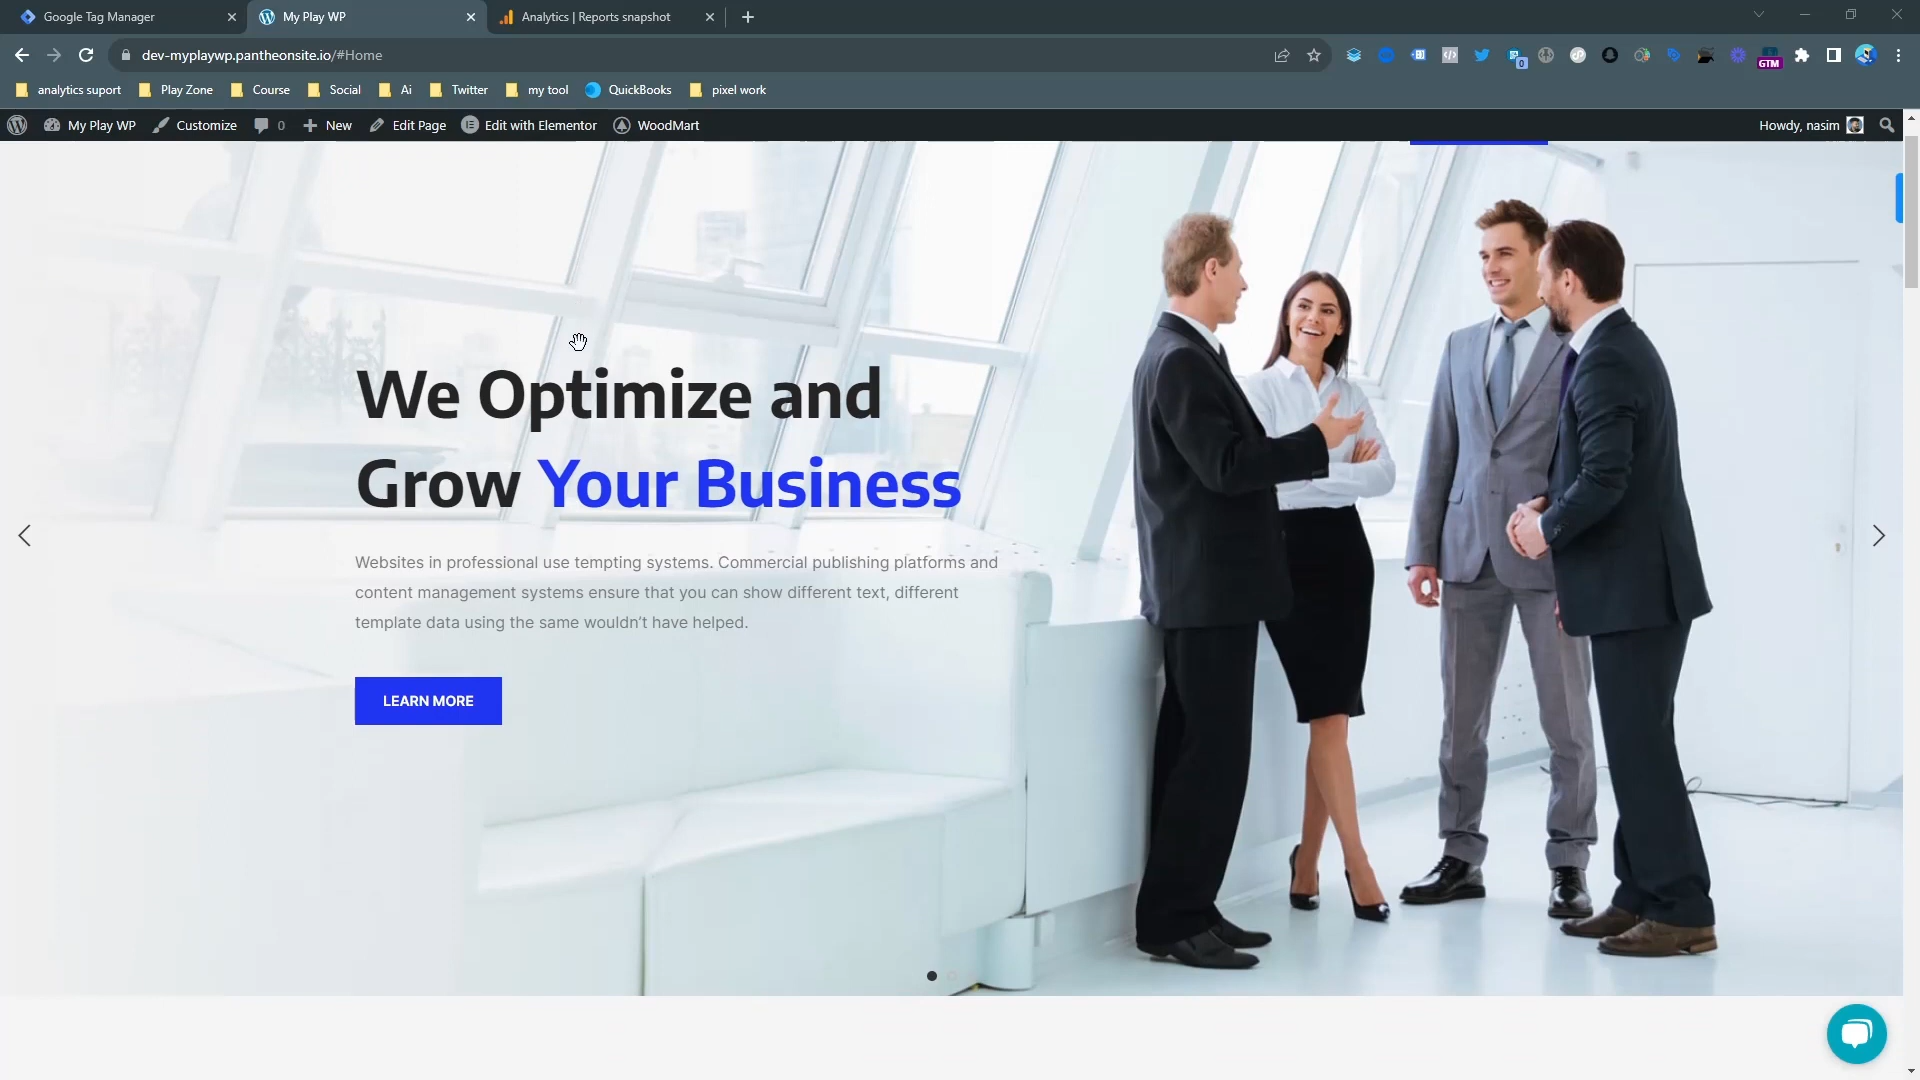 Google Tag Manager
My Play WP
Analytics | Reports snapshot
dev-myplaywp.pantheonsite.io/#Home
0
GTM
analytics suport
Play Zone
Course
Social
Ai
Twitter
my tool
QuickBooks
pixel work
My Play WP
Customize
0
New
Edit Page
Edit with Elementor
WoodMart
Howdy, nasim
We Optimize and
Grow Your Business
Websites in professional use tempting systems. Commercial publishing platforms and
content management systems ensure that you can show different text, different
template data using the same wouldn't have helped.
LEARN MORE